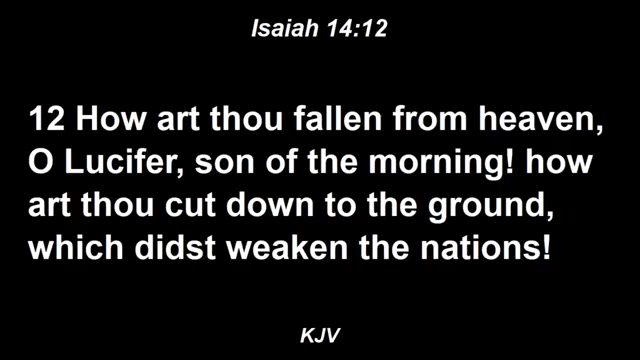 Isaiah 14:12
12 How art thou fallen from heaven,
O Lucifer, son of the morning! how
art thou cut down to the ground,
which didst weaken the nations!
KJV